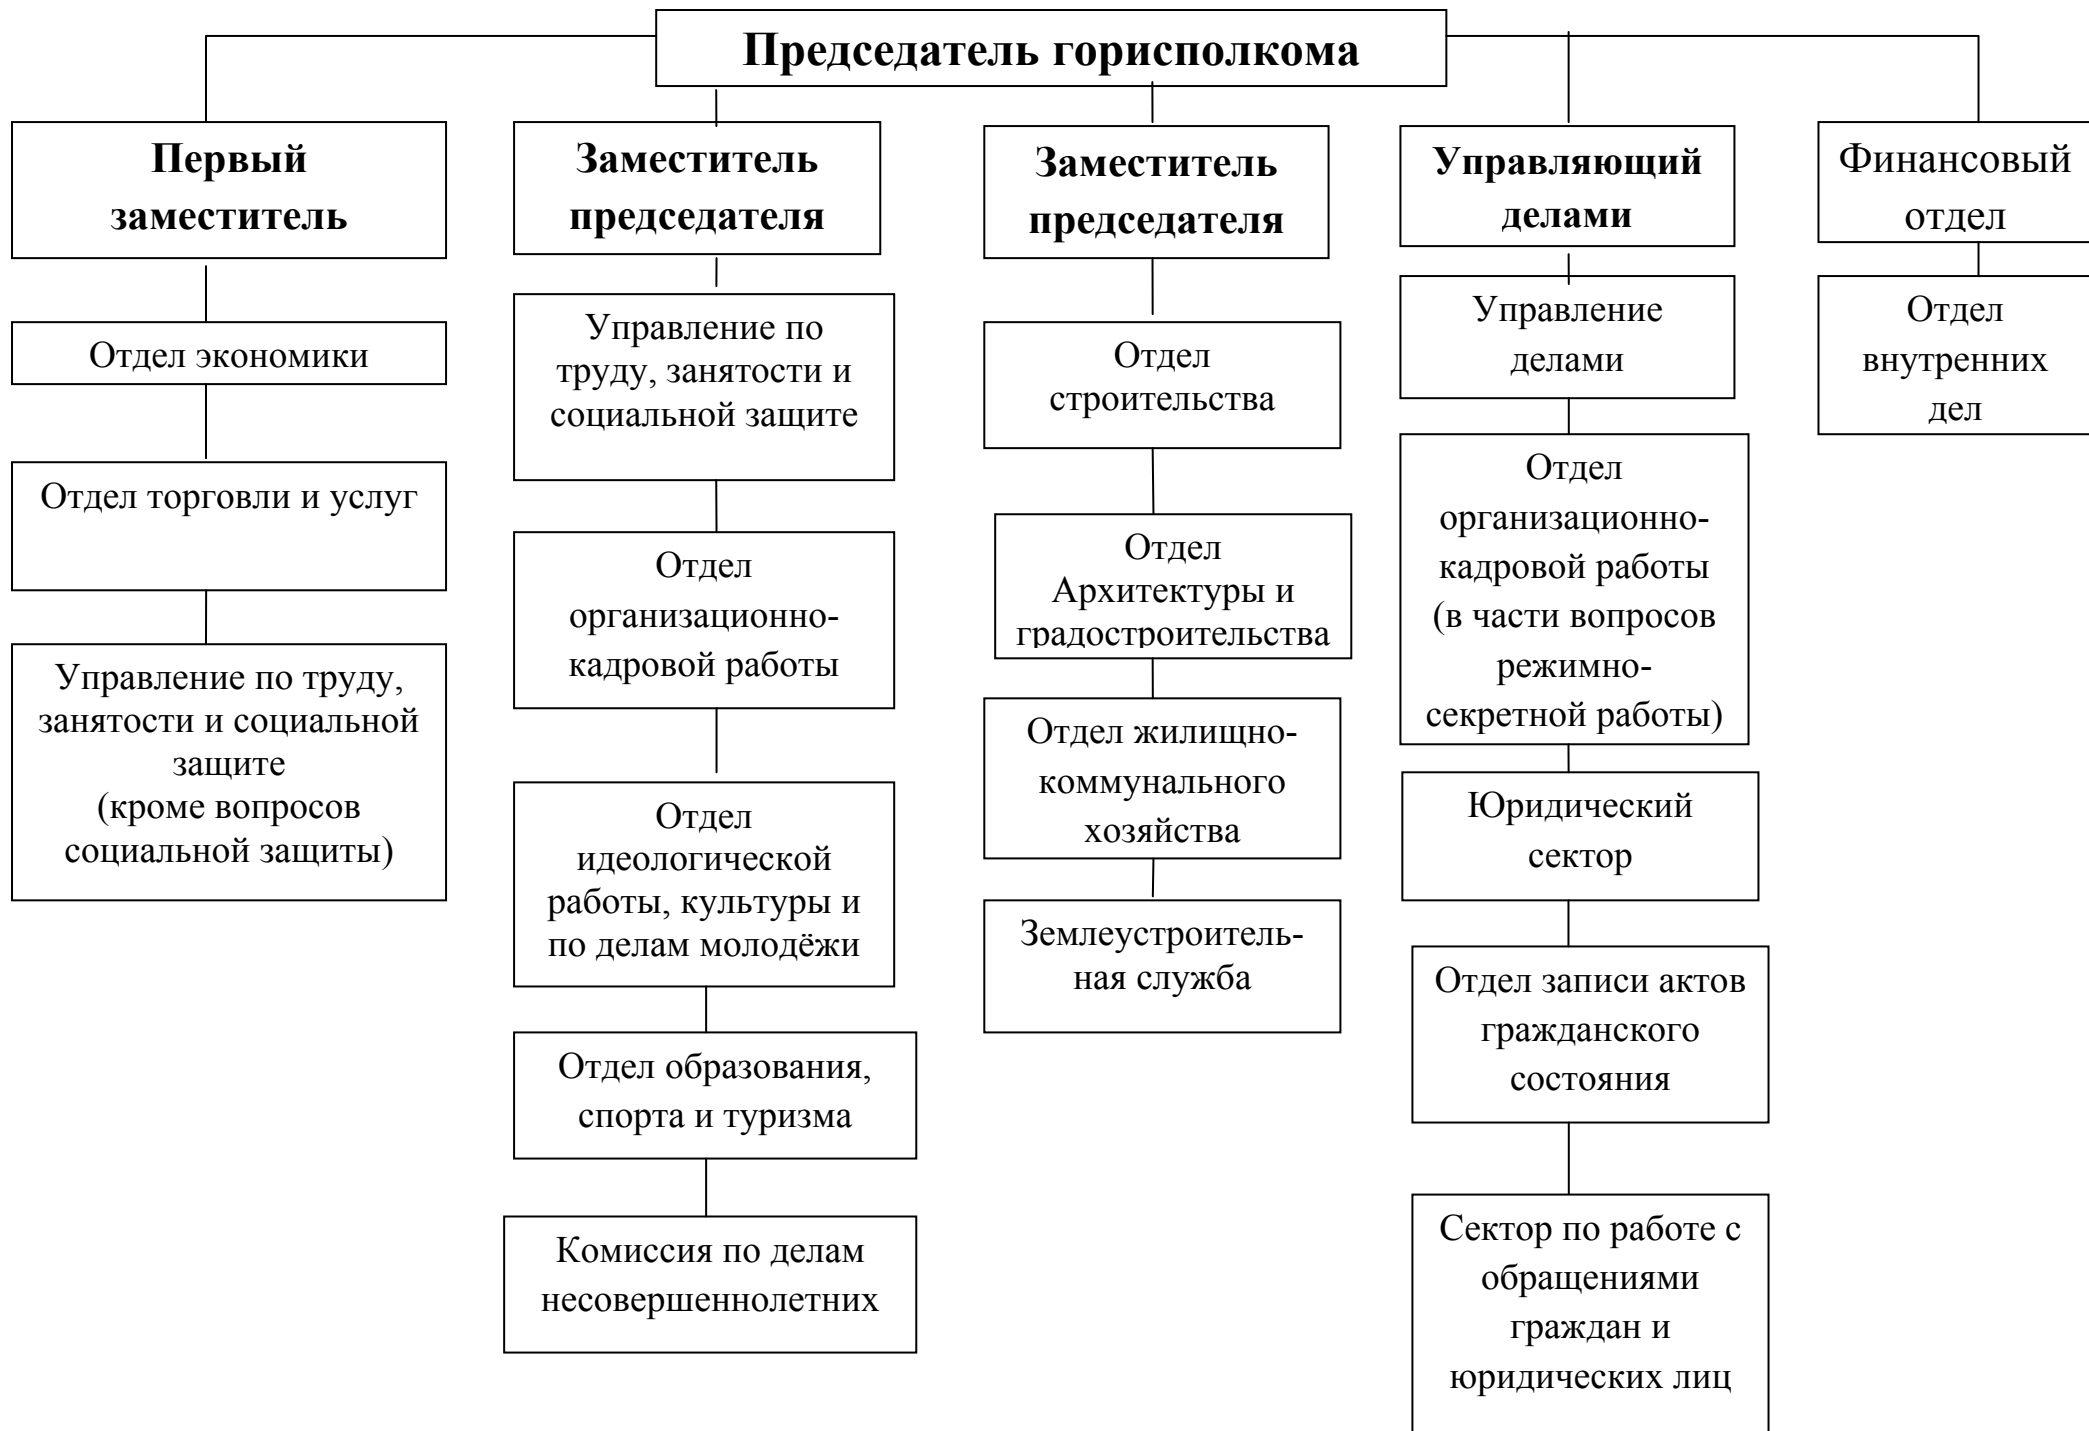 Председатель горисполкома
Первый
заместитель
Отдел экономики
Отдел торговли и услуг
Управление по труду,
занятости и социальной
защите
(кроме вопросов
социальной защиты)
Заместитель
председателя
Управление по
труду, занятости и
социальной защите
Отдел
организационно-
кадровой работы
Отдел
идеологической
работы, культуры и
по делам молодёжи
Отдел образования,
спорта и туризма
Комиссия по делам
несовершеннолетних
Заместитель
председателя
Отдел
строительства
Отдел
Архитектуры и
градостроительства
Отдел жилищно-
коммунального
хозяйства
Землеустроитель-
ная служба
Управляющий
делами
Управление
делами
Отдел
организационно-
кадровой работы
(в части вопросов
режимно-
секретной работы)
Юридический
сектор
Отдел записи актов
гражданского
состояния
Сектор по работе с
обращениями
граждан и
юридических лиц
Финансовый
отдел
Отдел
внутренних
дел